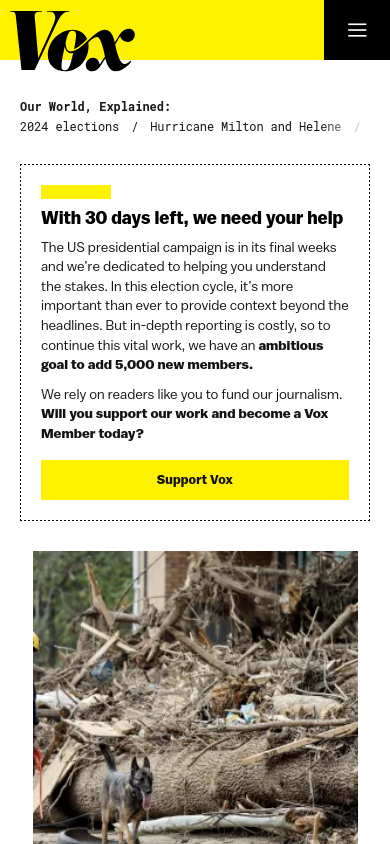 Vox
Our World, Explained:
2024 elections / Hurricane Milton and Helene /
With 30 days left, we need your help
The US presidential campaign is in its final weeks
and we're dedicated to helping you understand
the stakes. In this election cycle, it's more
important than ever to provide context beyond the
headlines. But in-depth reporting is costly, so to
continue this vital work, we have an ambitious
goal to add 5,000 new members.
We rely on readers like you to fund our journalism.
Will you support our work and become a Vox
Member today?
Support Vox